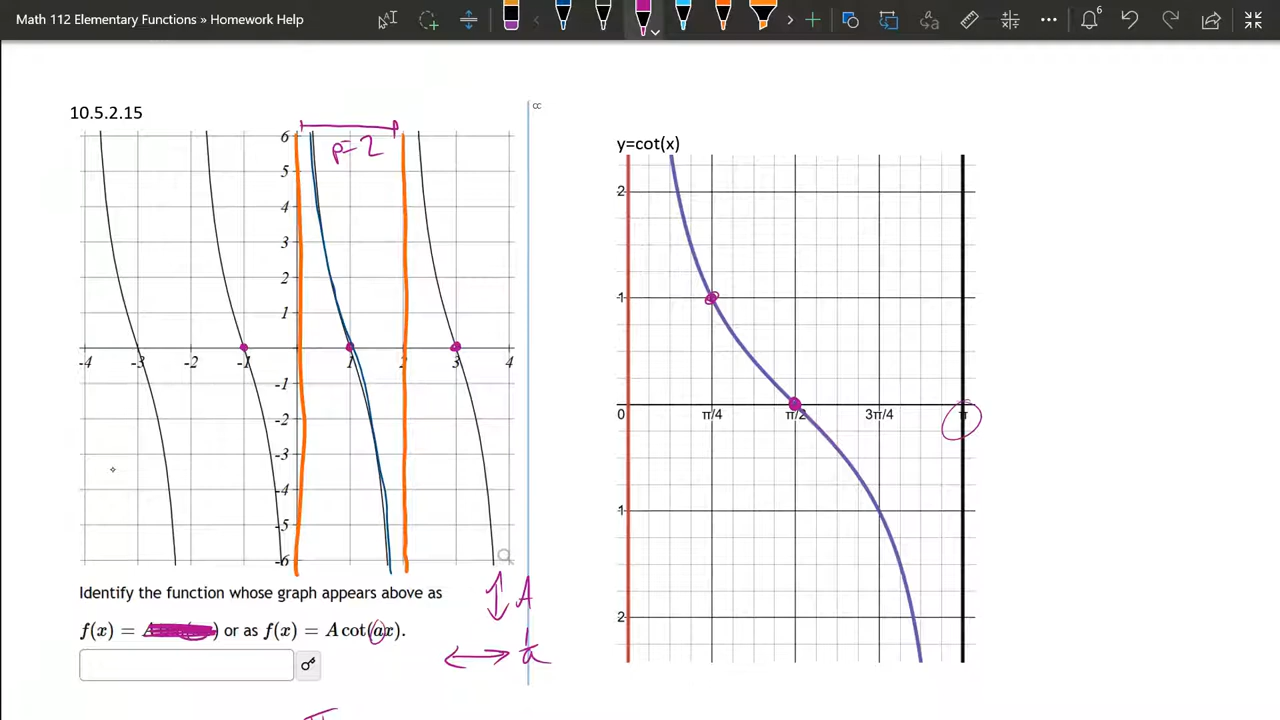 Math 112 Elementary Functions » Homework Help
6
10.5.2.15
6
5
4
3
2
1
-4 -3 -2 -1 1 2 3 4
-1
-2
-3
-4
-5
-6
p=2
y=cot(x)
2
1
0 π/4 π/2 3π/4 π
1
2
Identify the function whose graph appears above as
f(x) = A ) or as f(x) = A cot(ax).
A
1/a
π